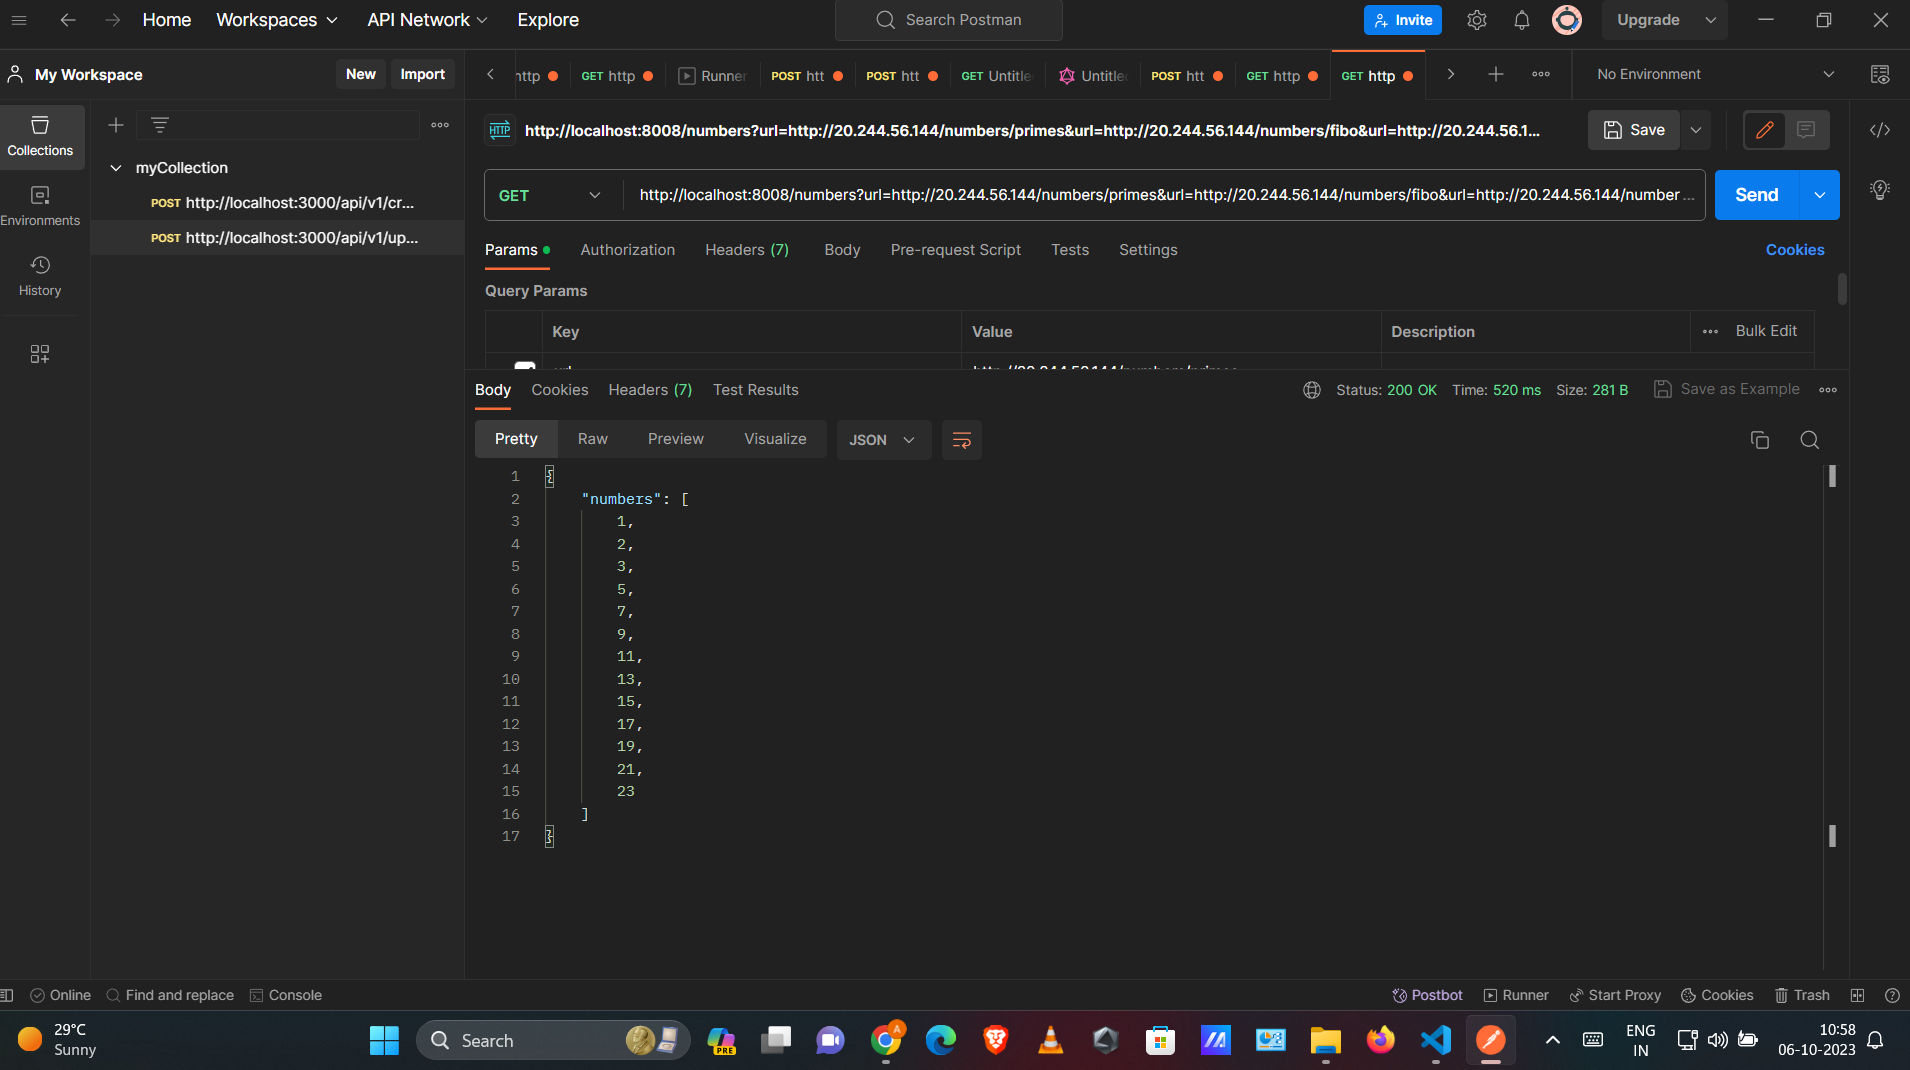 Home Workspaces API Network Explore Search Postman Invite Upgrade
My Workspace New Import http GET http Runner POST htt POST htt GET Untitle Untitle POST htt GET http GET http No Environment
HTTP http://localhost:8008/numbers?url=http://20.244.56.144/numbers/primes&url=http://20.244.56.144/numbers/fibo&url=http://20.244.56.1... Save
Collections
myCollection
POST http://localhost:3000/api/v1/cr...
GET http://localhost:8008/numbers?url=http://20.244.56.144/numbers/primes&url=http://20.244.56.144/numbers/fibo&url=http://20.244.56.144/number ... Send
Environments
POST http://localhost:3000/api/v1/up...
Params Authorization Headers (7) Body Pre-request Script Tests Settings Cookies
History
Query Params
Key Value Description Bulk Edit
Body Cookies Headers (7) Test Results Status: 200 OK Time: 520 ms Size: 281 B Save as Example
Pretty Raw Preview Visualize JSON
1 {
2 "numbers": [
3 1,
4 2,
5 3,
6 5,
7 7,
8 9,
9 11,
10 13,
11 15,
12 17,
13 19,
14 21,
15 23
16 ]
17 }
Online Find and replace Console Postbot Runner Start Proxy Cookies Trash
29°C
Sunny
Search
PRE
A
ENG
IN
10:58
06-10-2023